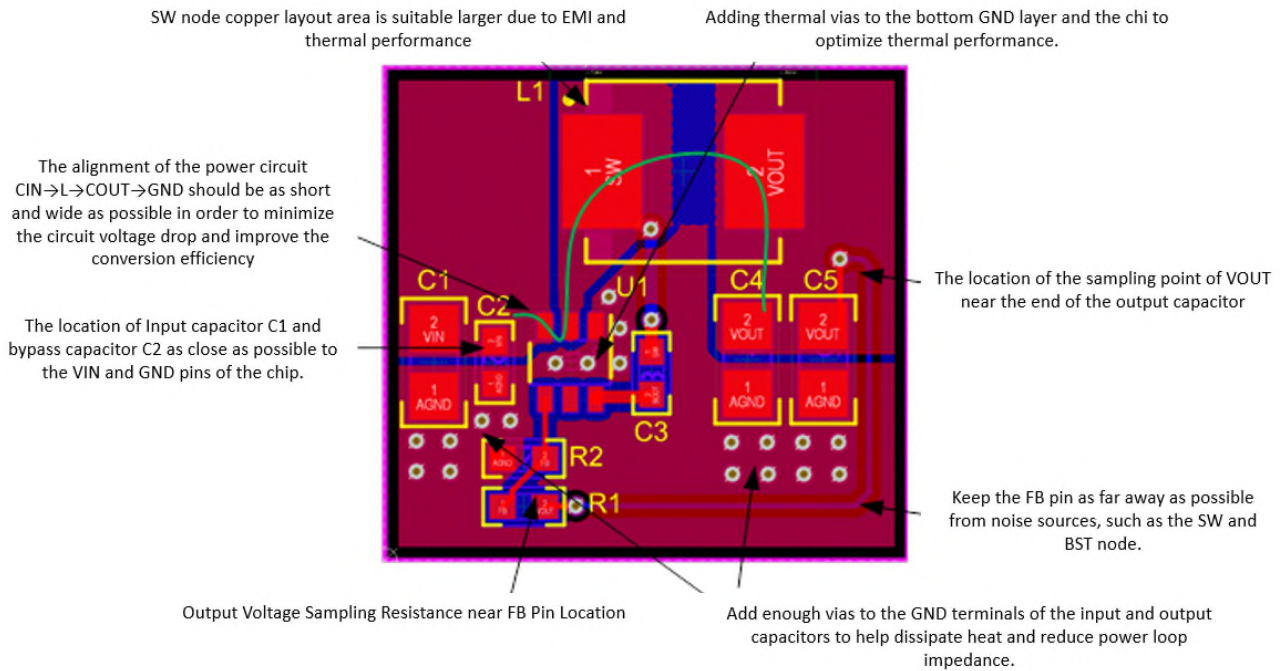 SW node copper layout area is suitable larger due to EMI and
thermal performance
Adding thermal vias to the bottom GND layer and the chi to
optimize thermal performance.
The alignment of the power circuit
CIN→L→COUT→GND should be as short
and wide as possible in order to minimize
the circuit voltage drop and improve the
conversion efficiency
The location of Input capacitor C1 and
bypass capacitor C2 as close as possible to
the VIN and GND pins of the chip.
L1
1
SW
2
VOUT
C1
2
VIN
1
AGND
C2
AGND
U1
C3
BOOT
C4
2
VOUT
1
AGND
C5
2
VOUT
1
AGND
R2
AGND
FB
R1
1
FB
VOUT
The location of the sampling point of VOUT
near the end of the output capacitor
Keep the FB pin as far away as possible
from noise sources, such as the SW and
BST node.
Output Voltage Sampling Resistance near FB Pin Location
Add enough vias to the GND terminals of the input and output
capacitors to help dissipate heat and reduce power loop
impedance.